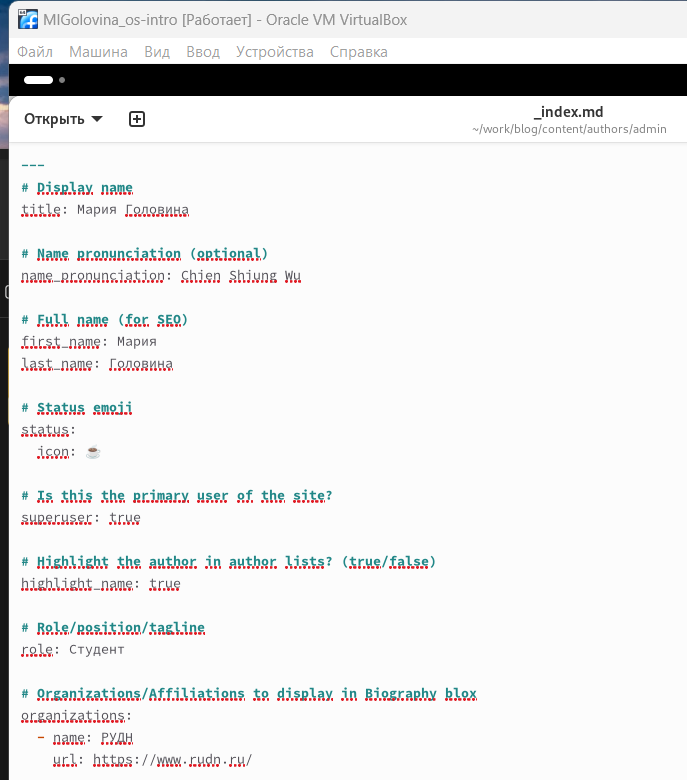 MIGolovina_os-intro [Работает] - Oracle VM VirtualBox
Файл Машина Вид Ввод Устройства Справка
Открыть
_index.md
~/work/blog/content/authors/admin
---
# Display name
title: Мария Головина
# Name pronunciation (optional)
name_pronunciation: Chien Shiung Wu
# Full name (for SEO)
first_name: Мария
last_name: Головина
# Status emoji
status:
icon: ☕
# Is this the primary user of the site?
superuser: true
# Highlight the author in author lists? (true/false)
highlight_name: true
# Role/position/tagline
role: Студент
# Organizations/Affiliations to display in Biography blox
organizations:
- name: РУДН
url: https://www.rudn.ru/